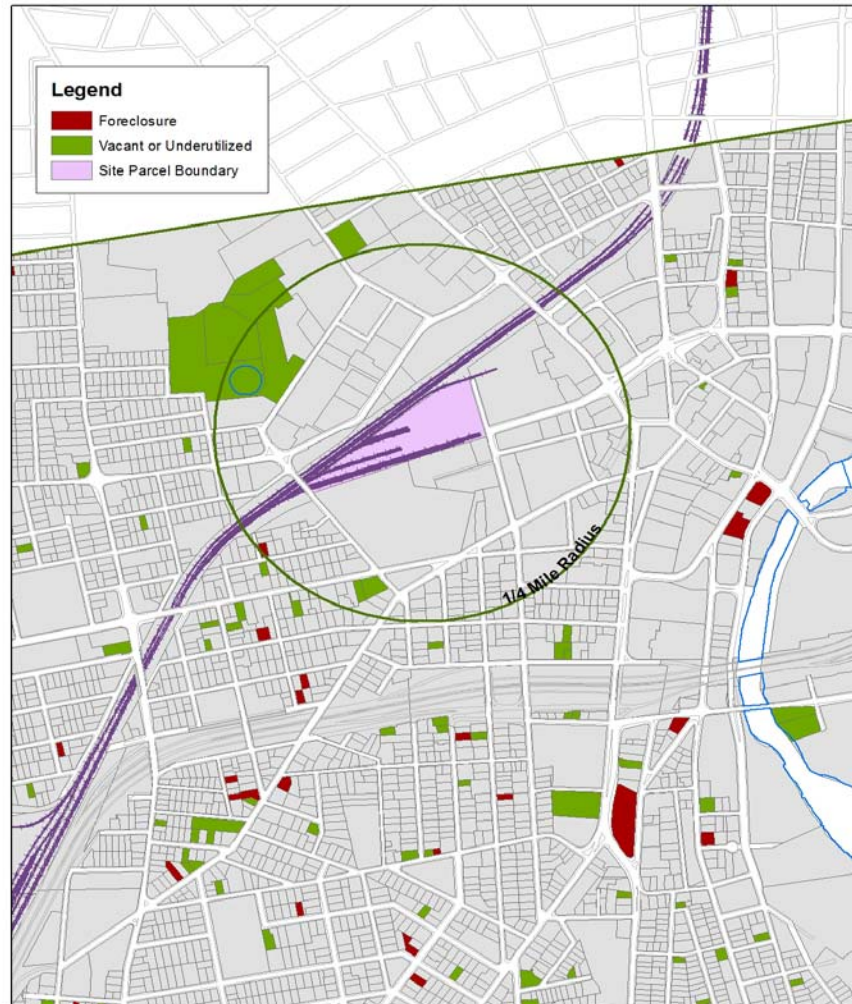 Legend
Foreclosure
Vacant or Underutilized
Site Parcel Boundary
1/4 Mile Radius